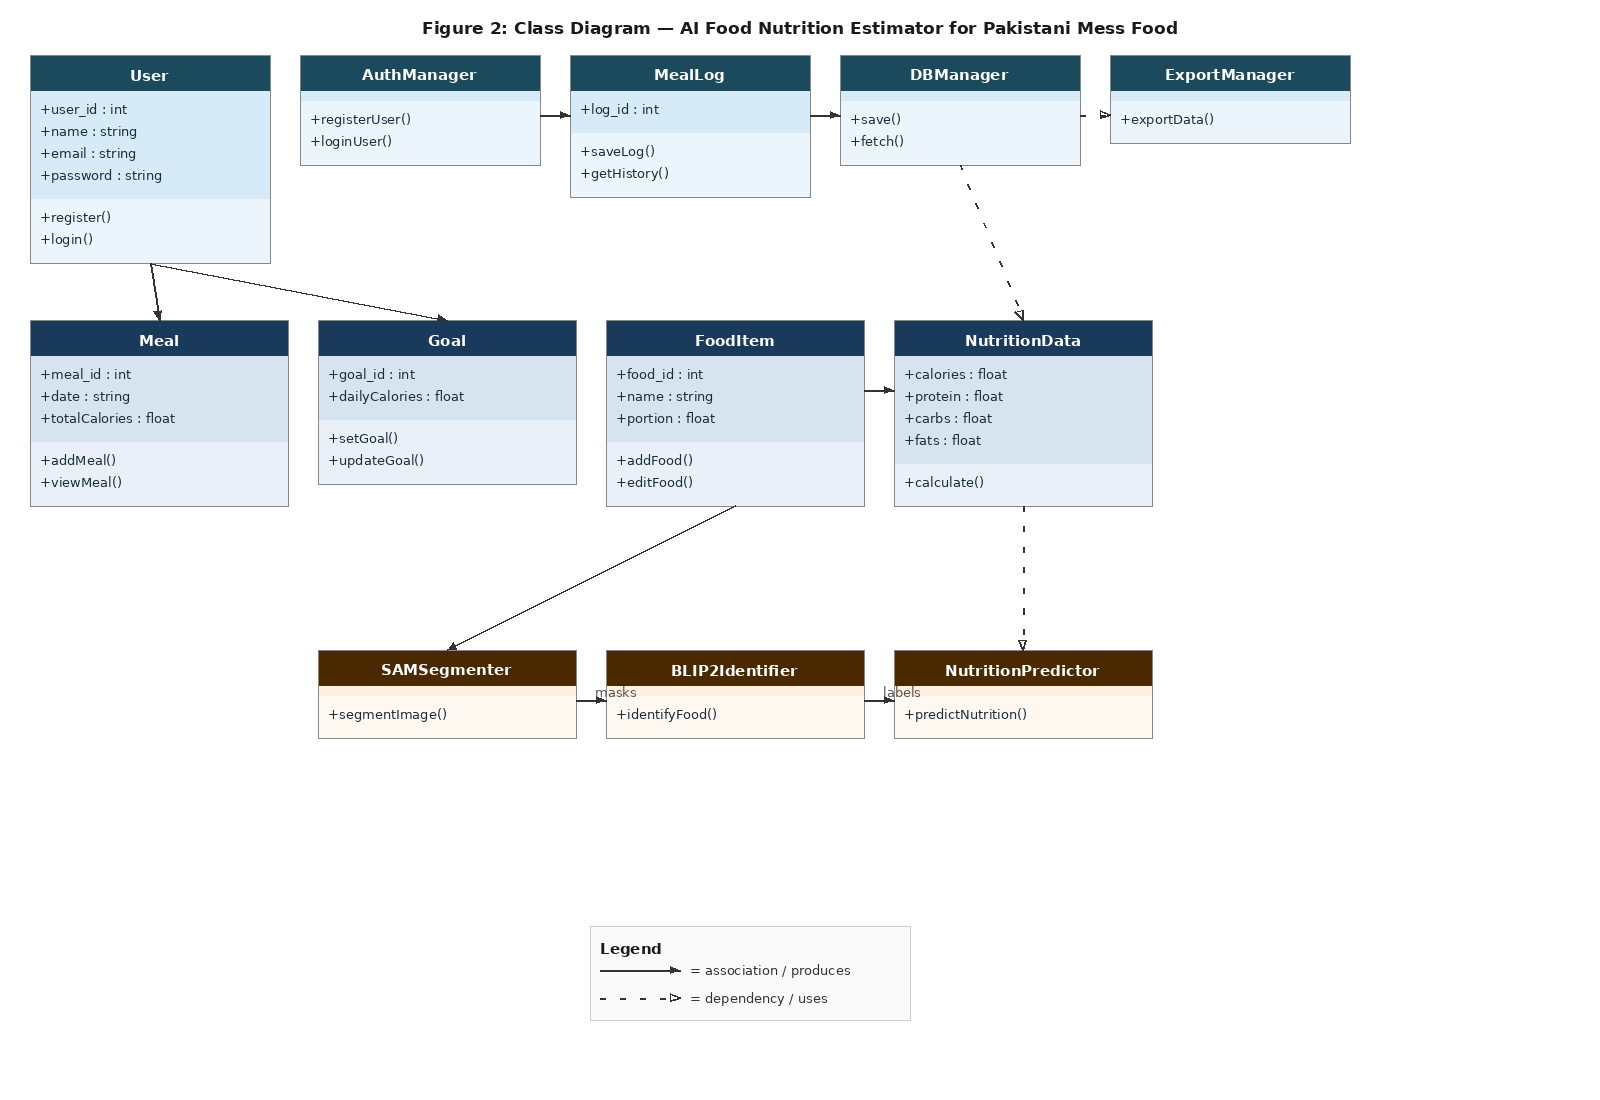 Figure 2: Class Diagram — AI Food Nutrition Estimator for Pakistani Mess Food
User
+user_id : int
+name : string
+email : string
+password : string
+register()
+login()
AuthManager
+registerUser()
+loginUser()
MealLog
+log_id : int
+saveLog()
+getHistory()
DBManager
+save()
+fetch()
ExportManager
+exportData()
Meal
+meal_id : int
+date : string
+totalCalories : float
+addMeal()
+viewMeal()
Goal
+goal_id : int
+dailyCalories : float
+setGoal()
+updateGoal()
FoodItem
+food_id : int
+name : string
+portion : float
+addFood()
+editFood()
NutritionData
+calories : float
+protein : float
+carbs : float
+fats : float
+calculate()
SAMSegmenter
+segmentImage()
masks
BLIP2Identifier
+identifyFood()
labels
NutritionPredictor
+predictNutrition()
Legend
= association / produces
= dependency / uses